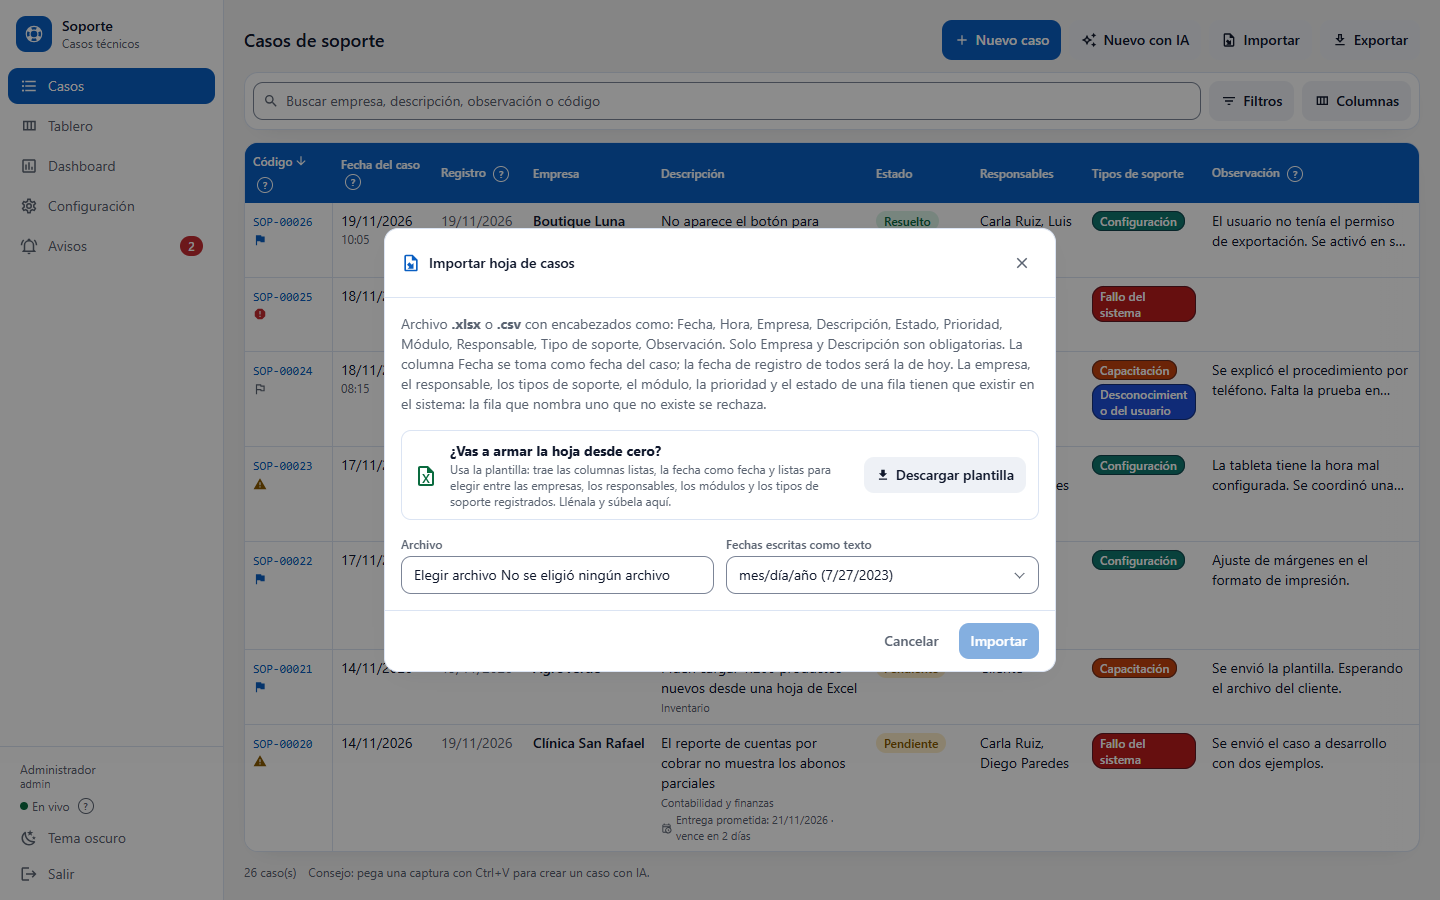 Soporte
Casos técnicos
Casos
Tablero
Dashboard
Configuración
Avisos
2
Administrador
admin
En vivo ?
Tema oscuro
Salir
Casos de soporte
+ Nuevo caso
Nuevo con IA
Importar
Exportar
Buscar empresa, descripción, observación o código
Filtros
Columnas
Código ↓ ?
Fecha del caso ?
Registro ?
Empresa
Descripción
Estado
Responsables
Tipos de soporte
Observación ?
SOP-00026
19/11/2026
10:05
19/11/2026
Boutique Luna
No aparece el botón para
Resuelto
Carla Ruiz, Luis
Configuración
El usuario no tenía el permiso
de exportación. Se activó en s...
SOP-00025
18/11/
Fallo del
sistema
SOP-00024
18/11/
08:15
Capacitación
Desconocimient
o del usuario
Se explicó el procedimiento por
teléfono. Falta la prueba en...
SOP-00023
17/11/
es
Configuración
La tableta tiene la hora mal
configurada. Se coordinó una...
SOP-00022
17/11/
Configuración
Ajuste de márgenes en el
formato de impresión.
SOP-00021
14/11/2026
nuevos desde una hoja de Excel
Inventario
Pendiente
Capacitación
Se envió la plantilla. Esperando
el archivo del cliente.
SOP-00020
14/11/2026
19/11/2026
Clínica San Rafael
El reporte de cuentas por
cobrar no muestra los abonos
parciales
Contabilidad y finanzas
Entrega prometida: 21/11/2026 ·
vence en 2 días
Pendiente
Carla Ruiz,
Diego Paredes
Fallo del
sistema
Se envió el caso a desarrollo
con dos ejemplos.
26 caso(s)
Consejo: pega una captura con Ctrl+V para crear un caso con IA.
Importar hoja de casos
Archivo .xlsx o .csv con encabezados como: Fecha, Hora, Empresa, Descripción, Estado, Prioridad,
Módulo, Responsable, Tipo de soporte, Observación. Solo Empresa y Descripción son obligatorias. La
columna Fecha se toma como fecha del caso; la fecha de registro de todos será la de hoy. La empresa,
el responsable, los tipos de soporte, el módulo, la prioridad y el estado de una fila tienen que existir en
el sistema: la fila que nombra uno que no existe se rechaza.
¿Vas a armar la hoja desde cero?
Usa la plantilla: trae las columnas listas, la fecha como fecha y listas para
elegir entre las empresas, los responsables, los módulos y los tipos de
soporte registrados. Llénala y súbela aquí.
Descargar plantilla
Archivo
Elegir archivo No se eligió ningún archivo
Fechas escritas como texto
mes/día/año (7/27/2023)
Cancelar
Importar